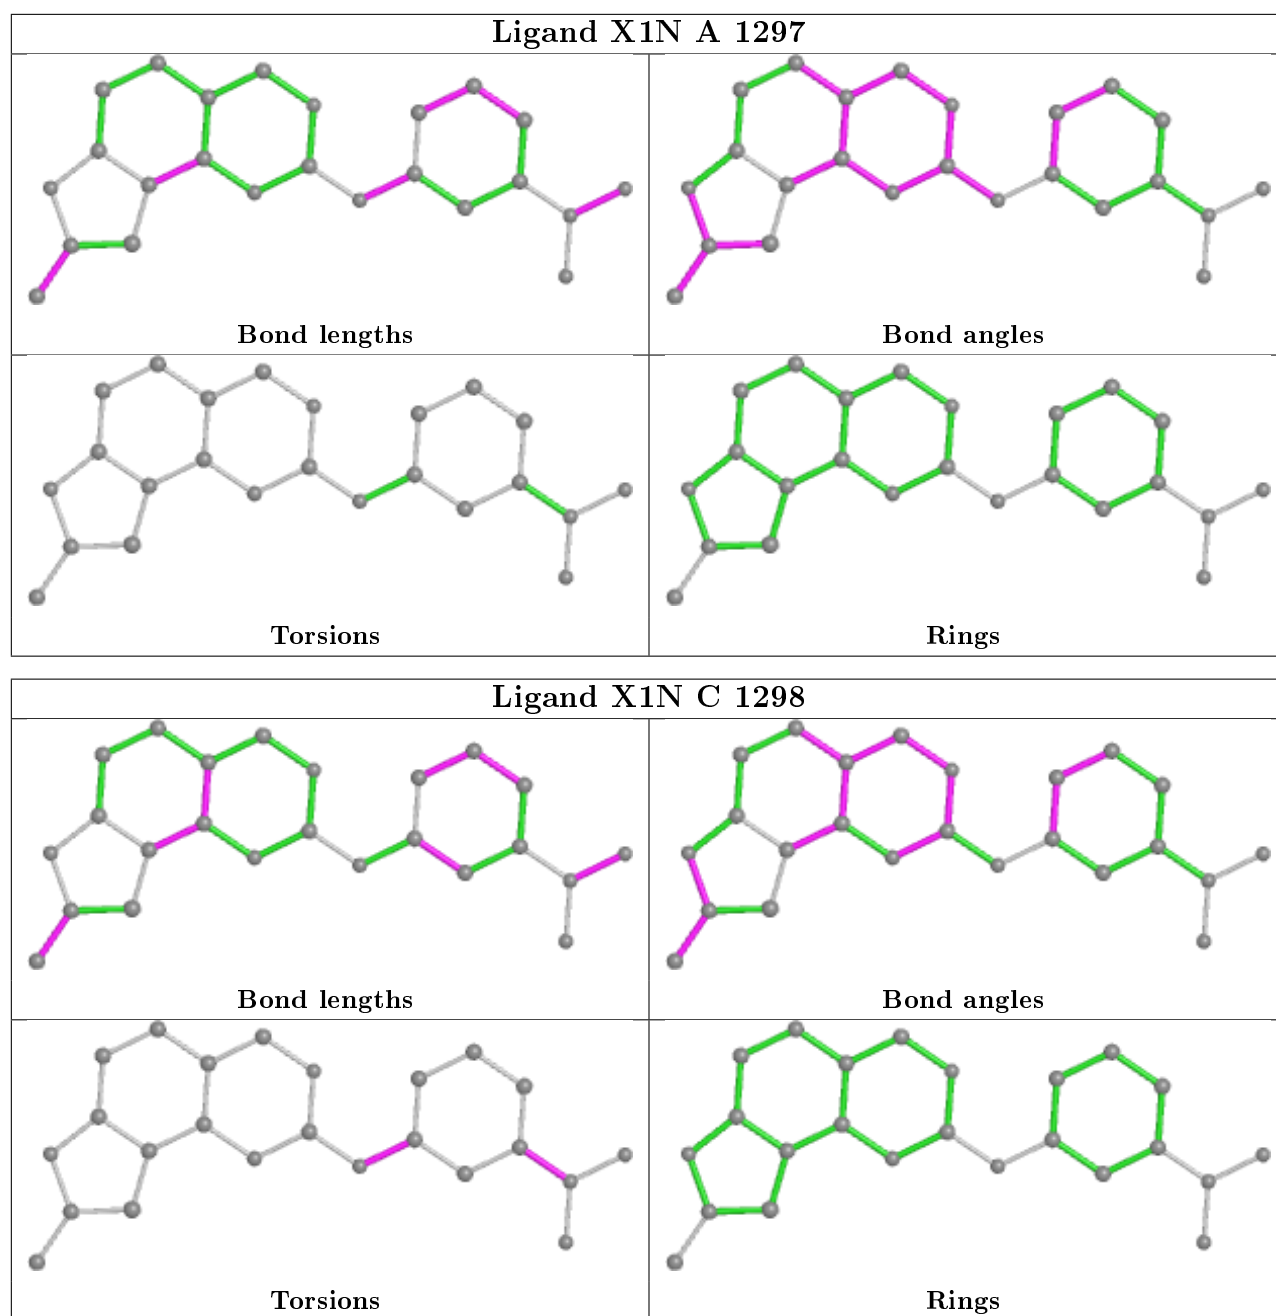 Ligand X1N A 1297
Bond lengths
Bond angles
Torsions
Rings
Ligand X1N C 1298
Bond lengths
Bond angles
Torsions
Rings